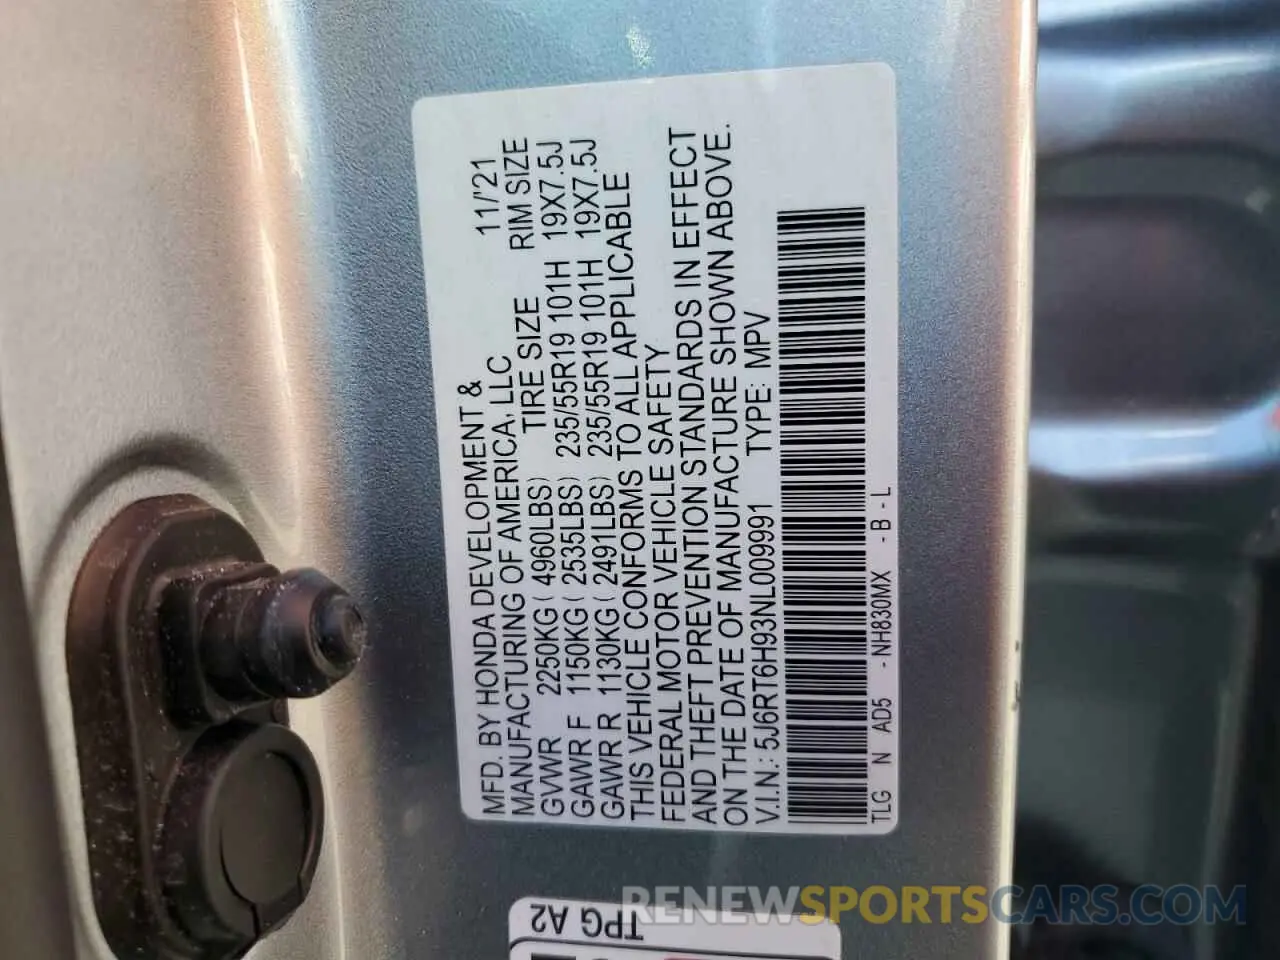 MFD. BY HONDA DEVELOPMENT & 11/'21
MANUFACTURING OF AMERICA, LLC
TIRE SIZE RIM SIZE
GVWR 2250KG ( 4960LBS)
GAWR F 1150KG ( 2535LBS) 235/55R19 101H 19X7.5J
GAWR R 1130KG ( 2491LBS) 235/55R19 101H 19X7.5J
THIS VEHICLE CONFORMS TO ALL APPLICABLE
FEDERAL MOTOR VEHICLE SAFETY
AND THEFT PREVENTION STANDARDS IN EFFECT
ON THE DATE OF MANUFACTURE SHOWN ABOVE.
V.I.N.: 5J6RT6H93NL009991 TYPE: MPV
TLG N AD5 - NH830MX - B - L
TPG A2
RENEWSPORTSCARS.COM